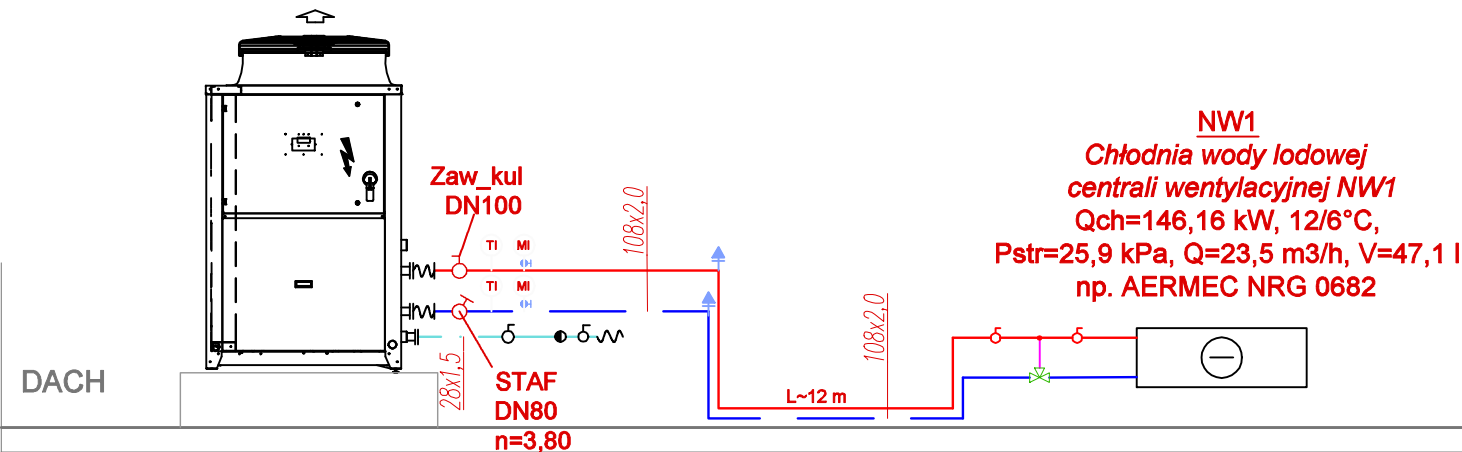 Zaw_kul
DN100
TI MI
TI MI
108x2,0
108x2,0
28x1,5
STAF
DN80
n=3,80
L~12 m
DACH
NW1
Chłodnia wody lodowej
centrali wentylacyjnej NW1
Qch=146,16 kW, 12/6°C,
Pstr=25,9 kPa, Q=23,5 m3/h, V=47,1 l
np. AERMEC NRG 0682